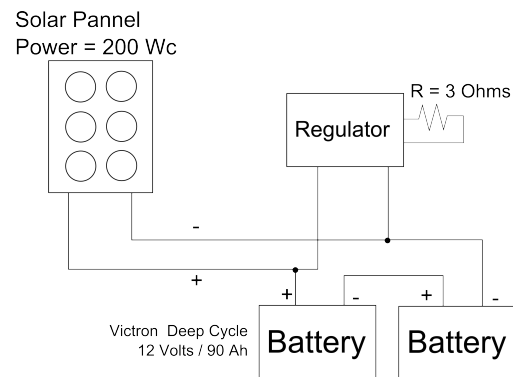 Solar Pannel
Power = 200 Wc
R = 3 Ohms
Regulator
-
+
+
-
+
-
Victron Deep Cycle
12 Volts / 90 Ah
Battery
Battery